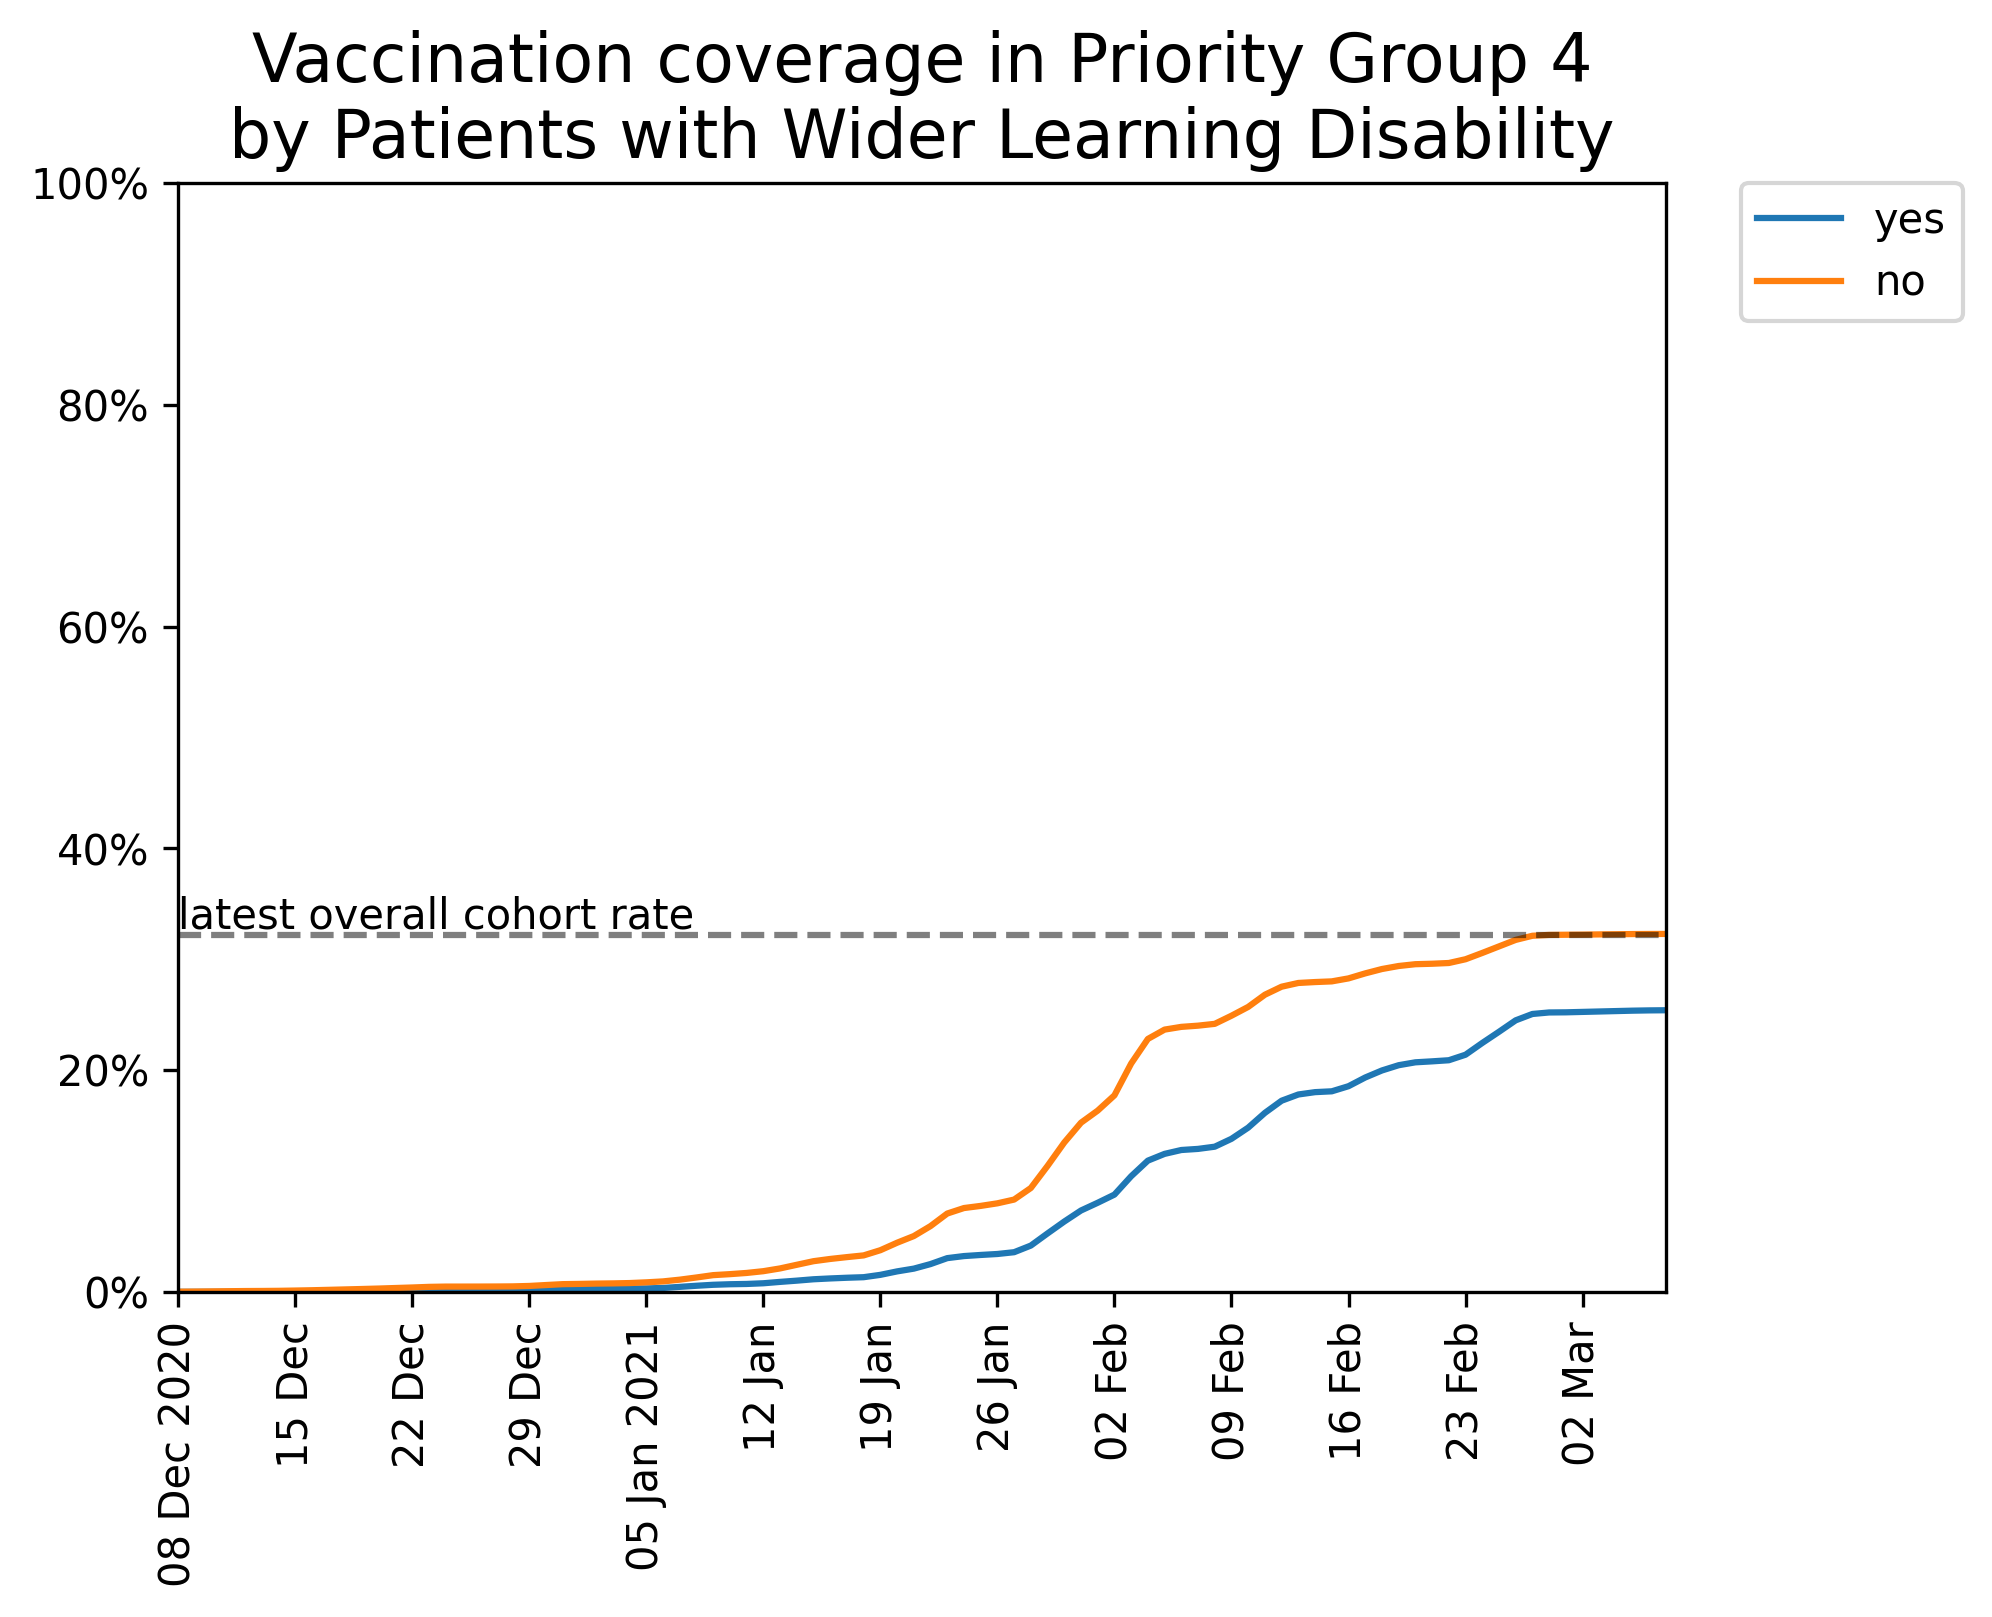 Vaccination coverage in Priority Group 4
by Patients with Wider Learning Disability
100%
80%
60%
40%
20%
0%
latest overall cohort rate
yes
no
08 Dec 2020
15 Dec
22 Dec
29 Dec
05 Jan 2021
12 Jan
19 Jan
26 Jan
02 Feb
09 Feb
16 Feb
23 Feb
02 Mar